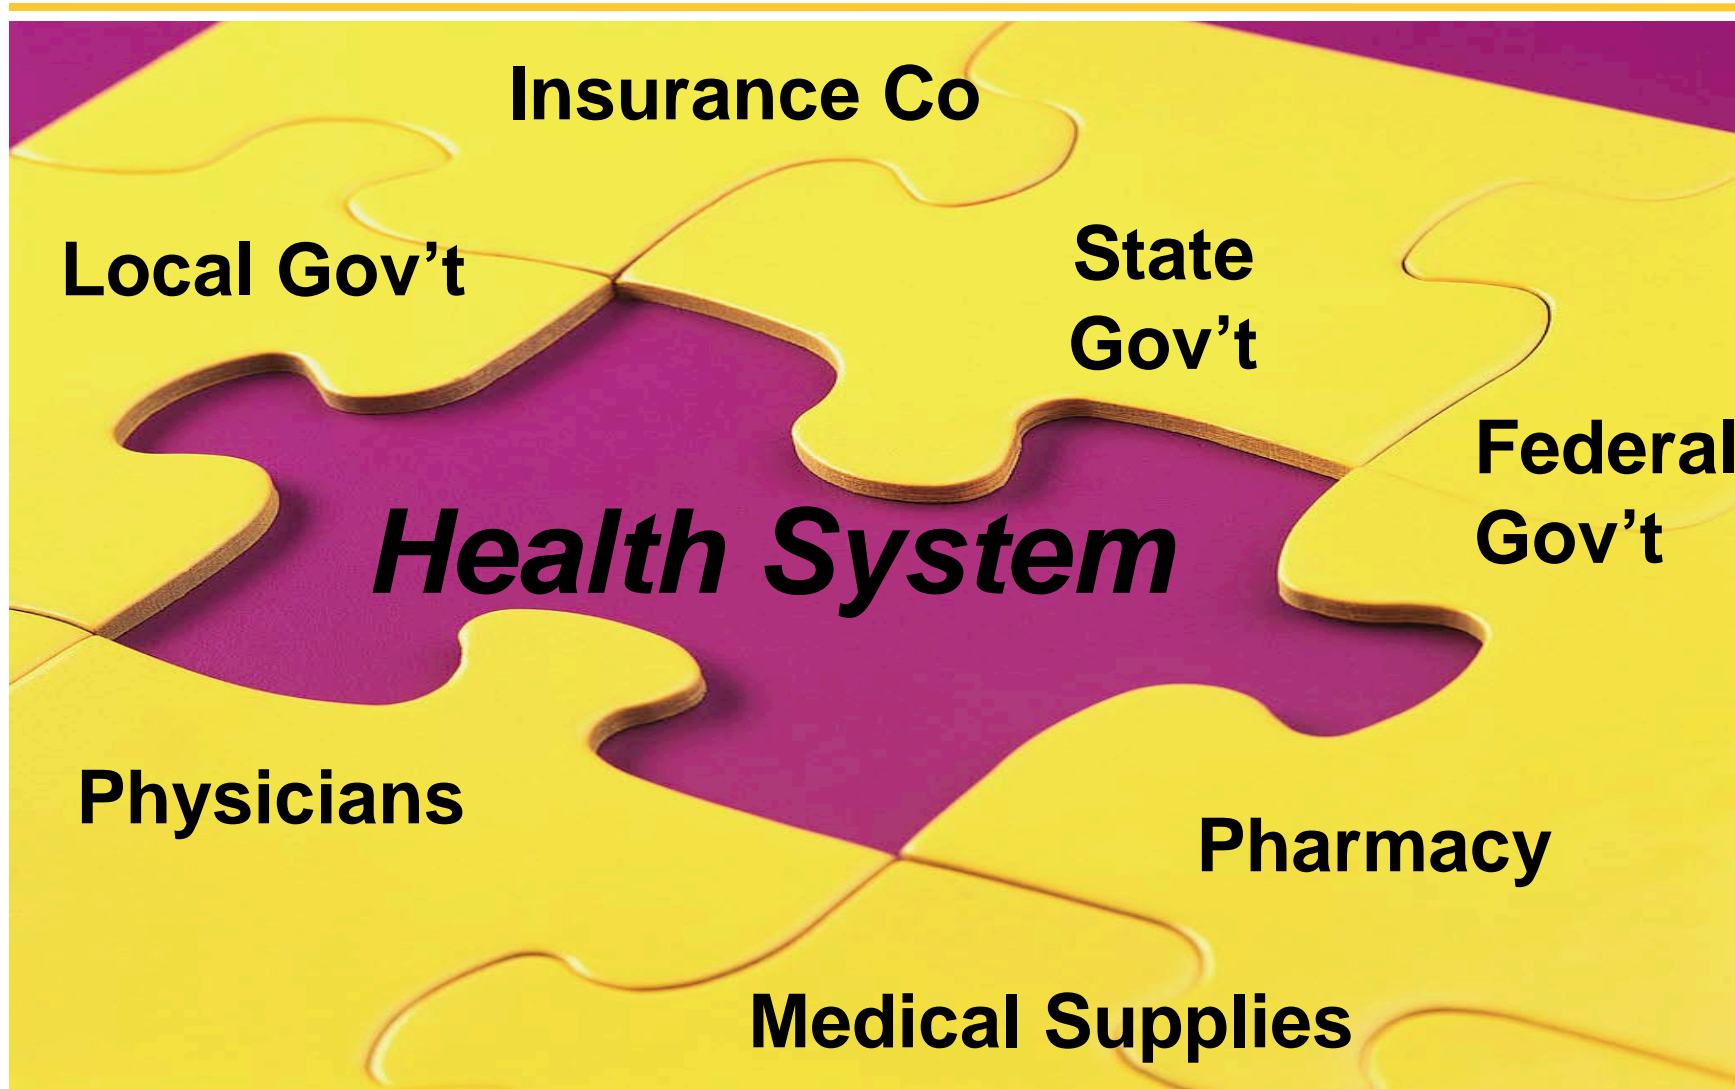 Insurance Co
Local Gov’t
State
Gov’t
Federal
Gov’t
Health System
Physicians
Pharmacy
Medical Supplies